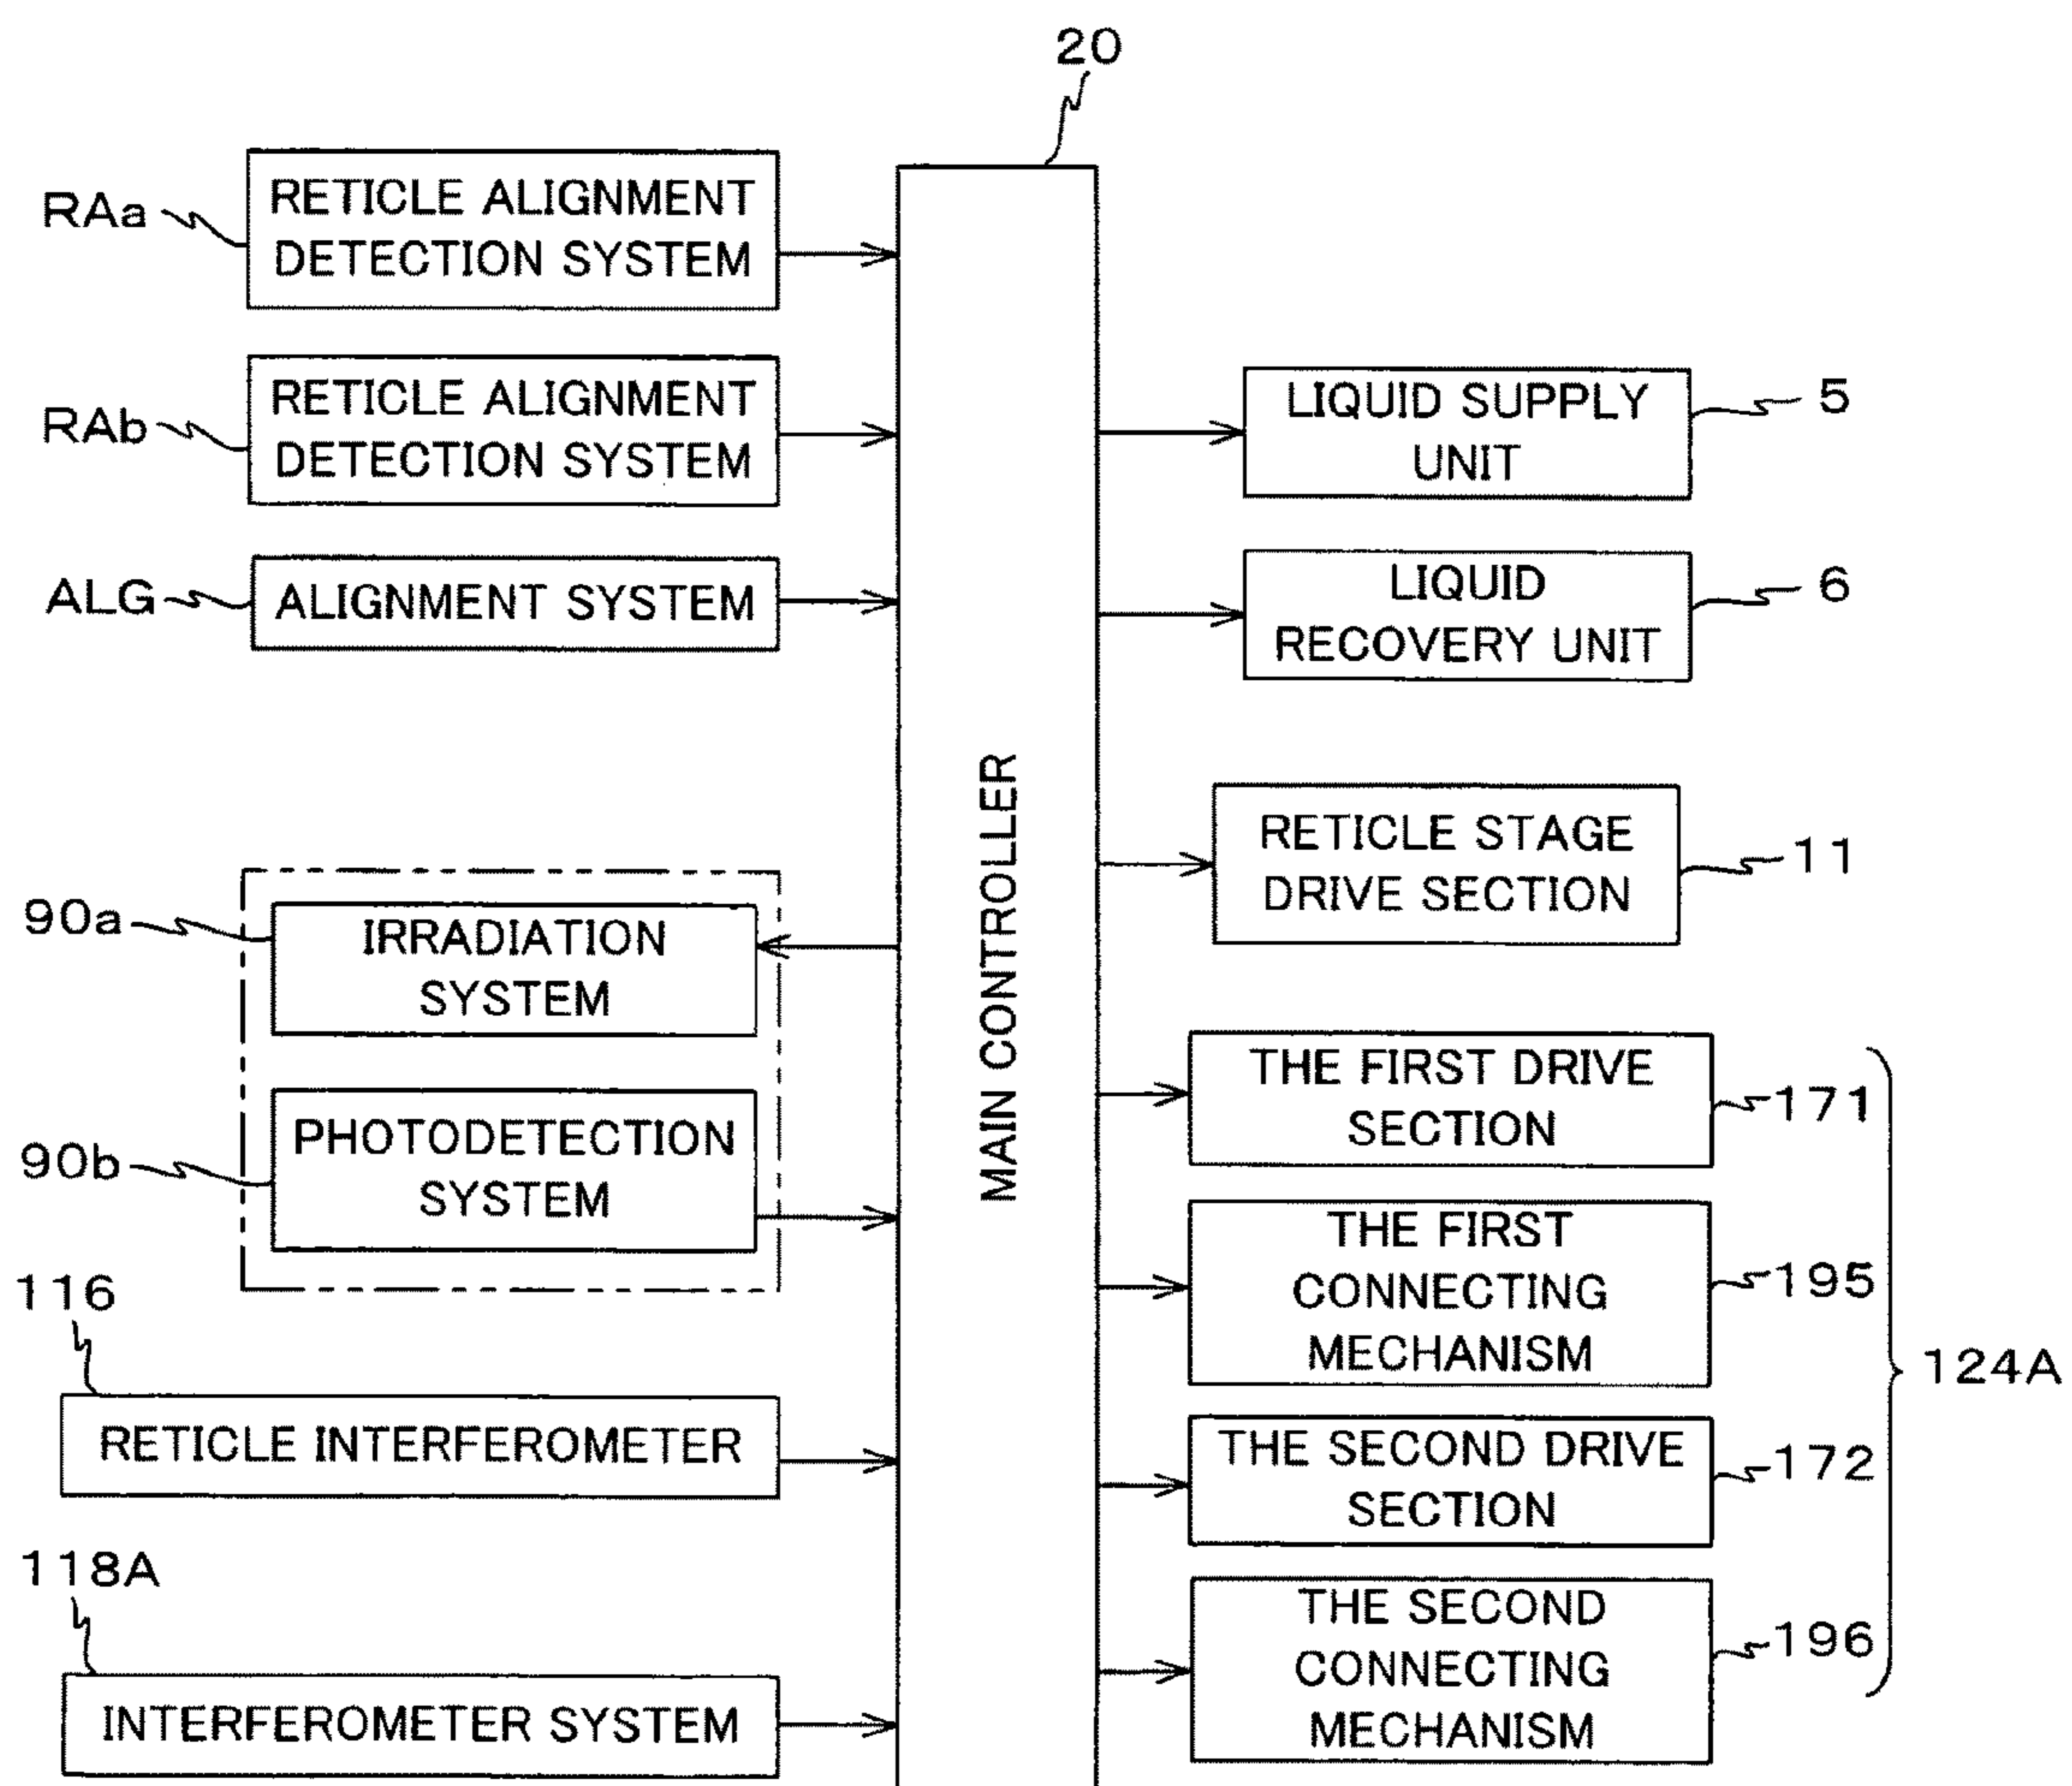 20
RAa
RETICLE ALIGNMENT
DETECTION SYSTEM
RAb
RETICLE ALIGNMENT
DETECTION SYSTEM
ALG
ALIGNMENT SYSTEM
90a
IRRADIATION
SYSTEM
90b
PHOTODETECTION
SYSTEM
116
RETICLE INTERFEROMETER
118A
INTERFEROMETER SYSTEM
MAIN CONTROLLER
LIQUID SUPPLY
UNIT
5
LIQUID
RECOVERY UNIT
6
RETICLE STAGE
DRIVE SECTION
11
THE FIRST DRIVE
SECTION
171
THE FIRST
CONNECTING
MECHANISM
195
THE SECOND DRIVE
SECTION
172
THE SECOND
CONNECTING
MECHANISM
196
124A